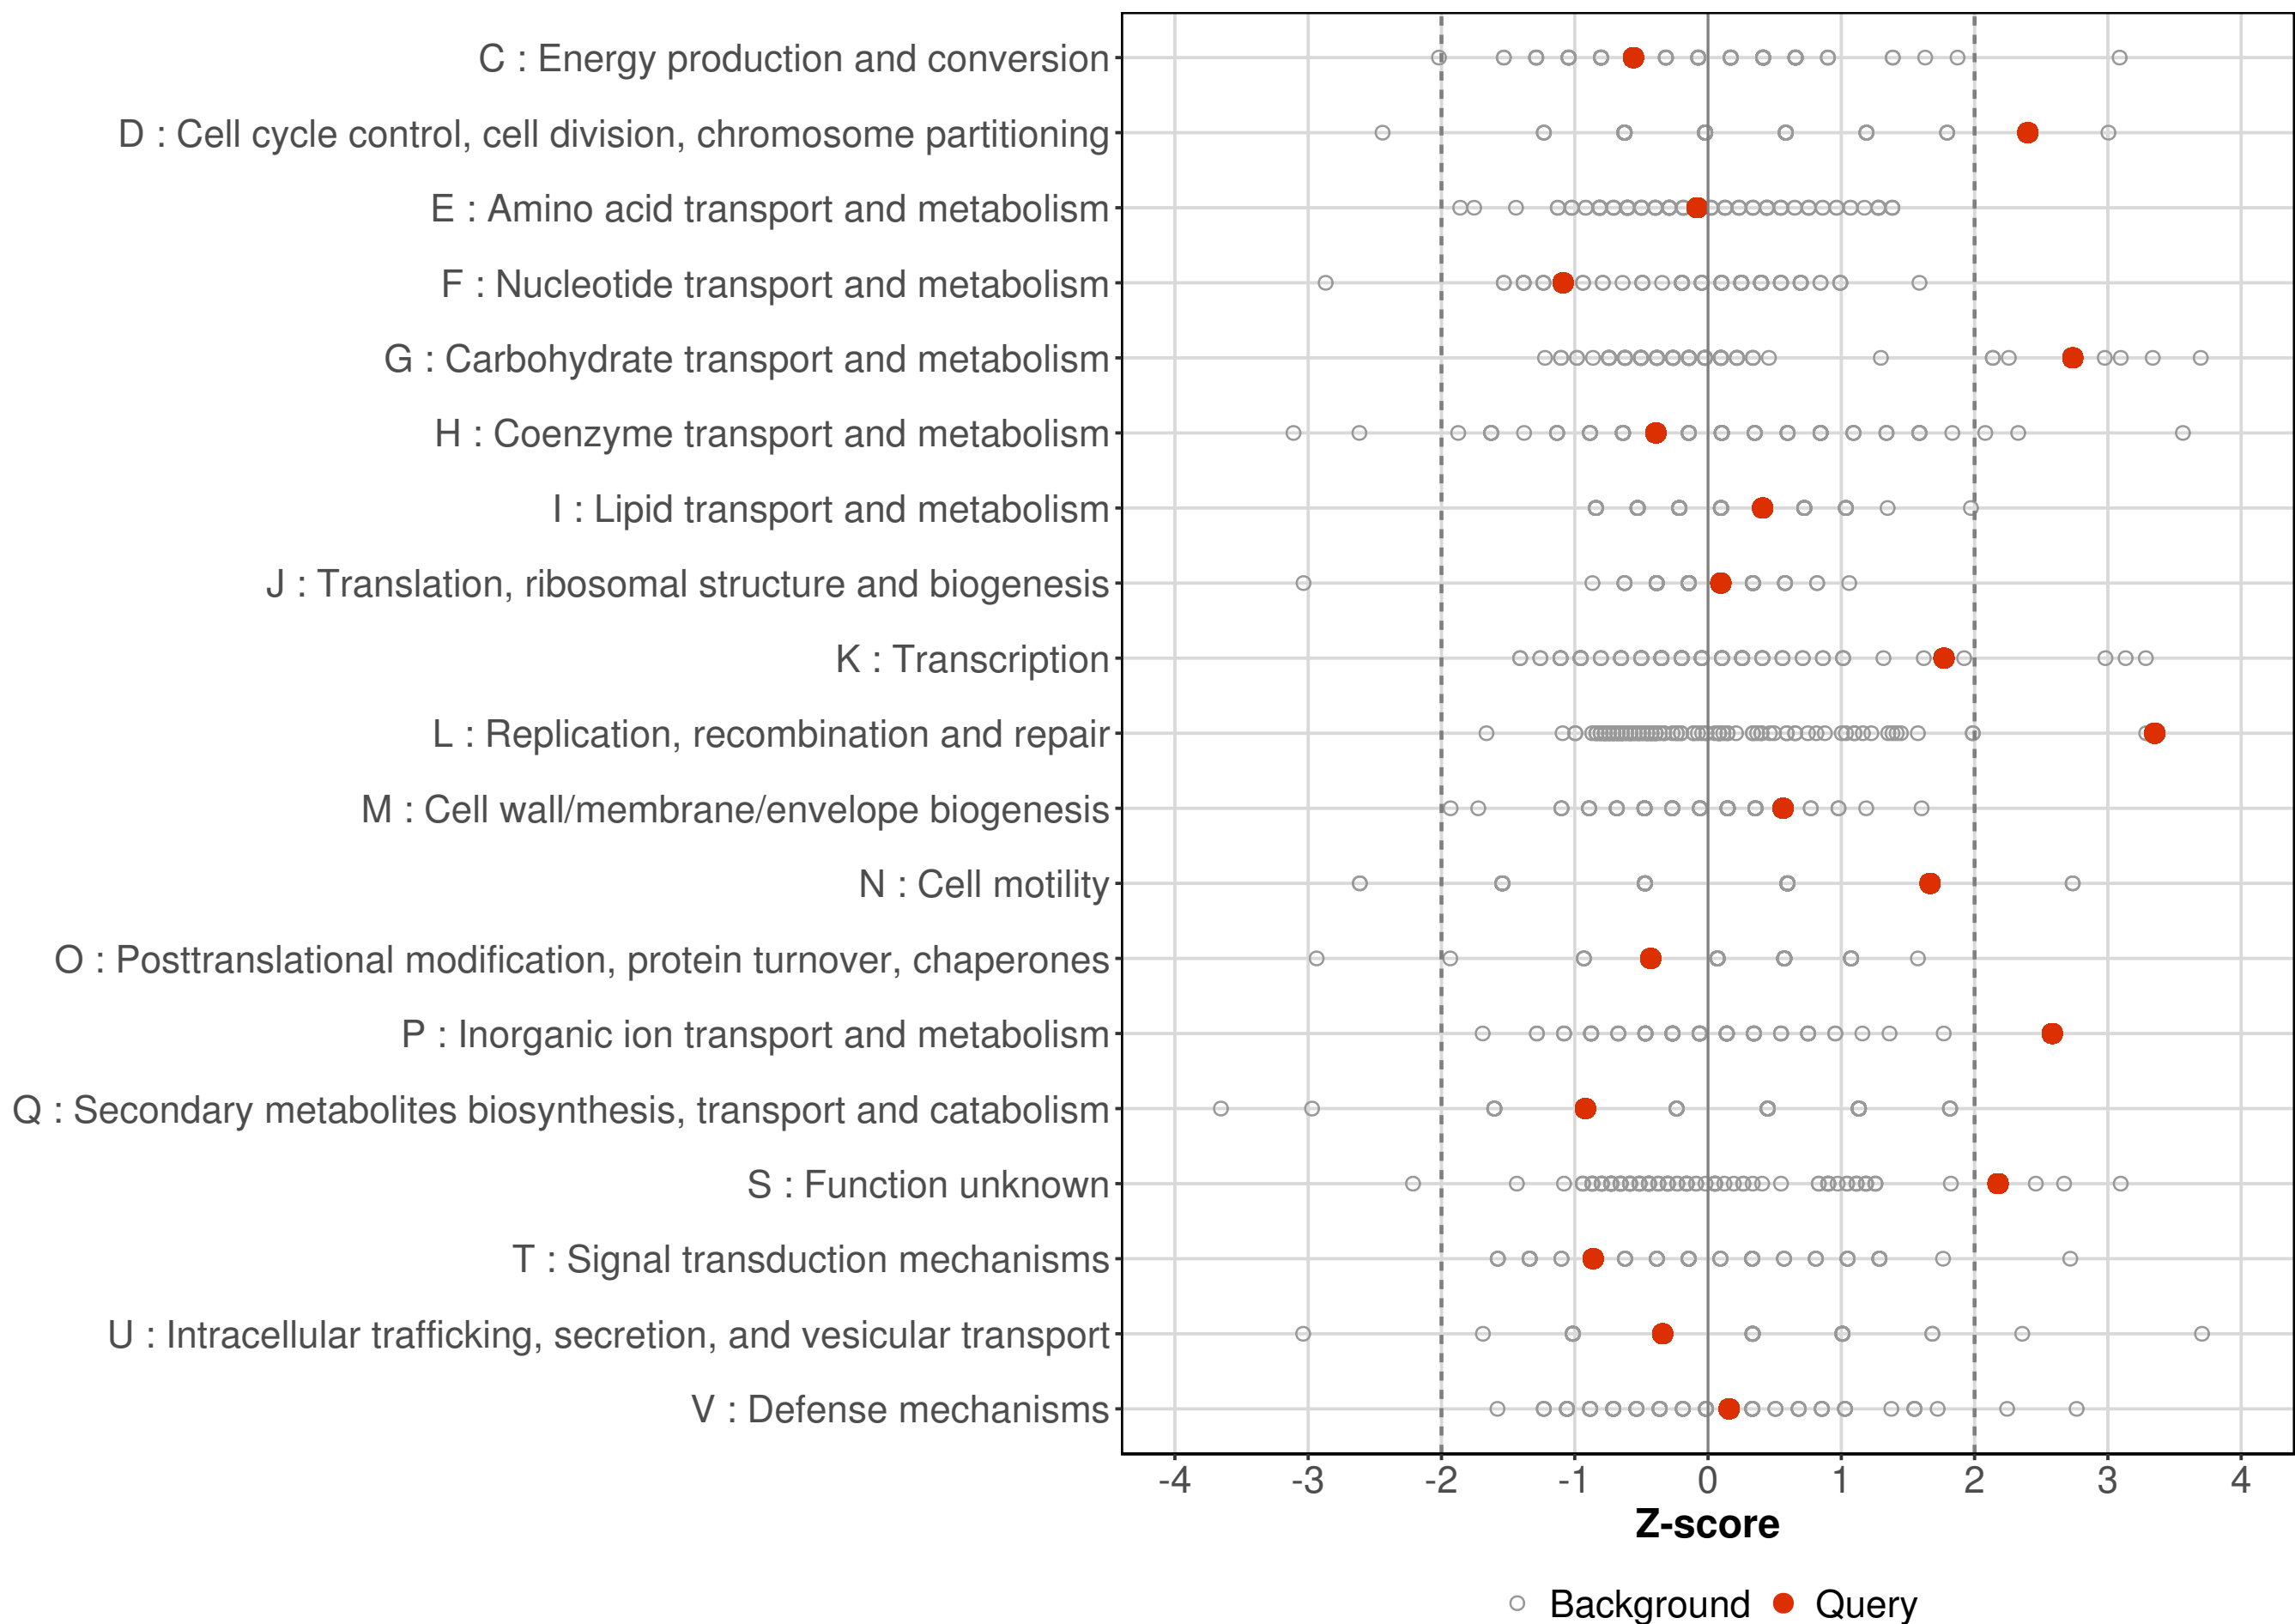 C : Energy production and conversion
D : Cell cycle control, cell division, chromosome partitioning
E : Amino acid transport and metabolism
F : Nucleotide transport and metabolism
G : Carbohydrate transport and metabolism
H : Coenzyme transport and metabolism
I : Lipid transport and metabolism
J : Translation, ribosomal structure and biogenesis
K : Transcription
L : Replication, recombination and repair
M : Cell wall/membrane/envelope biogenesis
N : Cell motility
O : Posttranslational modification, protein turnover, chaperones
P : Inorganic ion transport and metabolism
Q : Secondary metabolites biosynthesis, transport and catabolism
S : Function unknown
T : Signal transduction mechanisms
U : Intracellular trafficking, secretion, and vesicular transport
V : Defense mechanisms
-4 -3 -2 -1 0 1 2 3 4
Z-score
Background Query